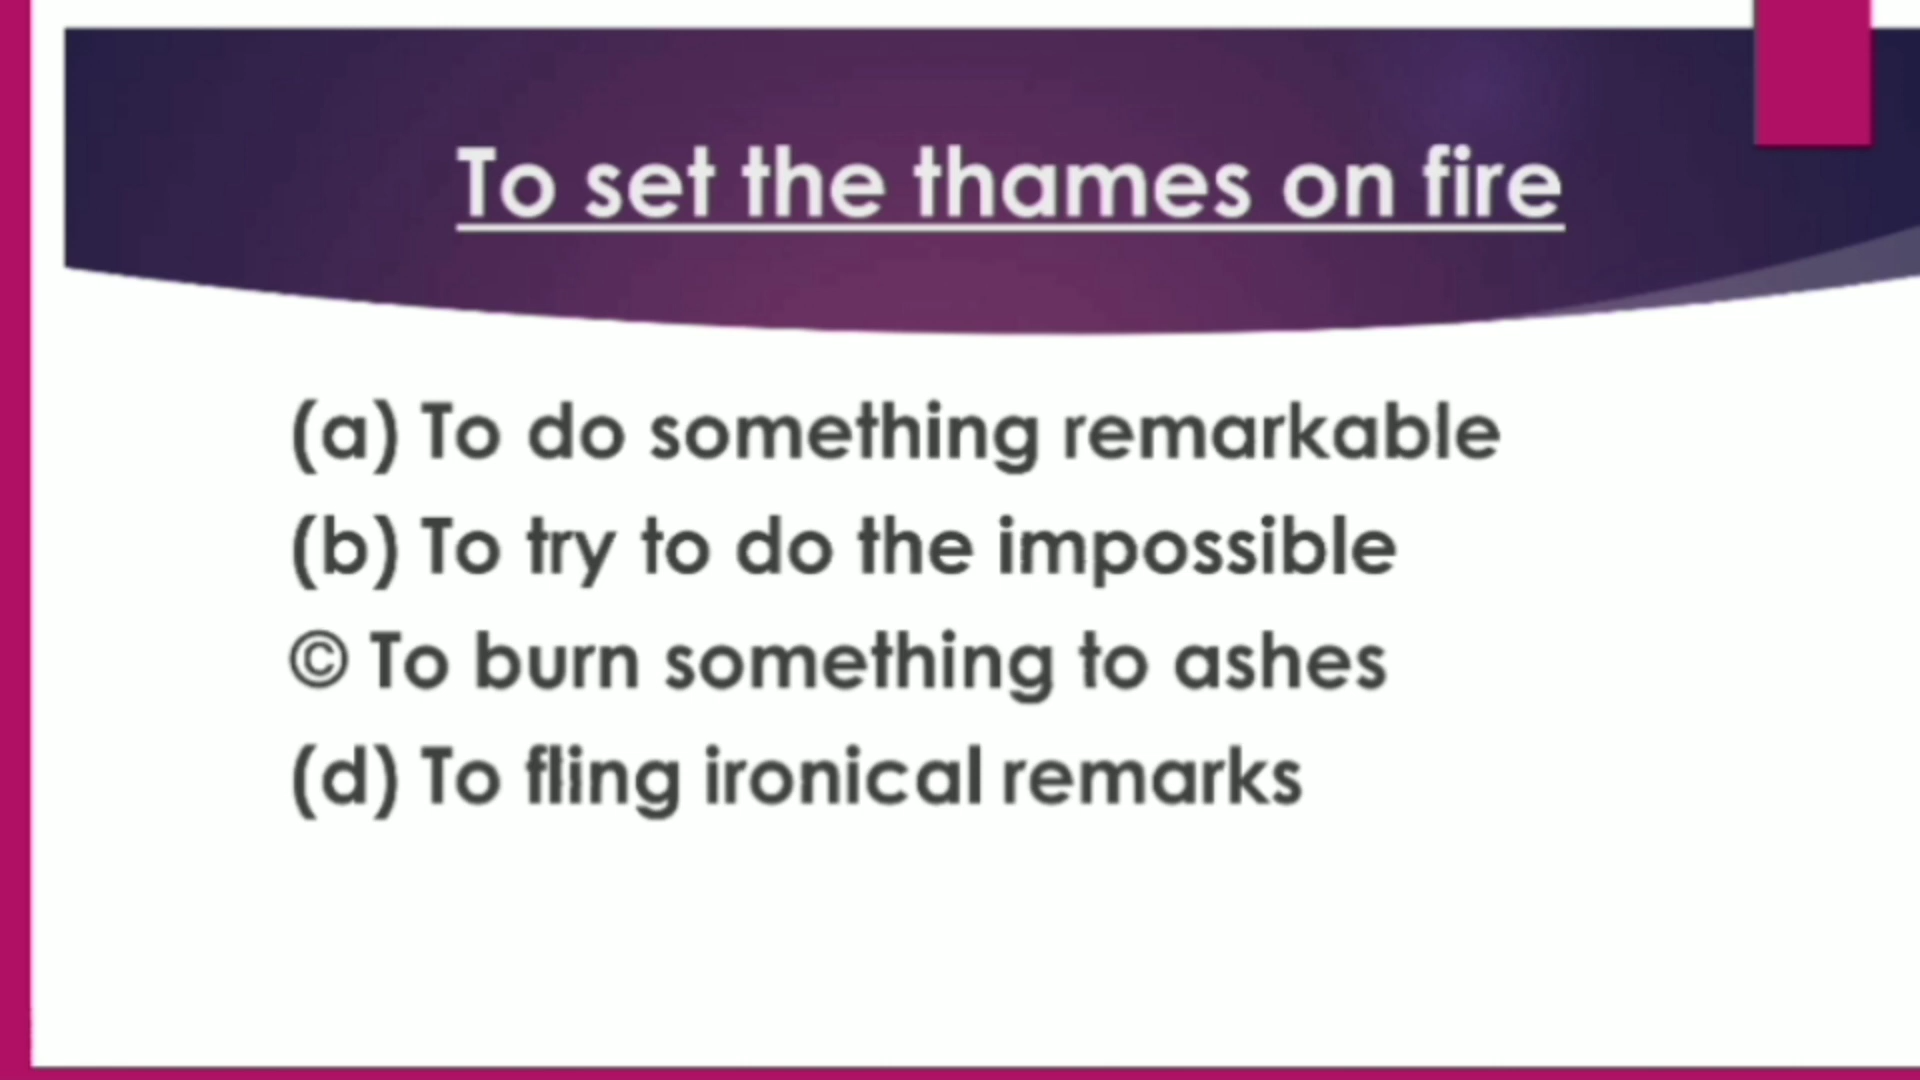 To set the thames on fire
(a) To do something remarkable
(b) To try to do the impossible
© To burn something to ashes
(d) To fling ironical remarks